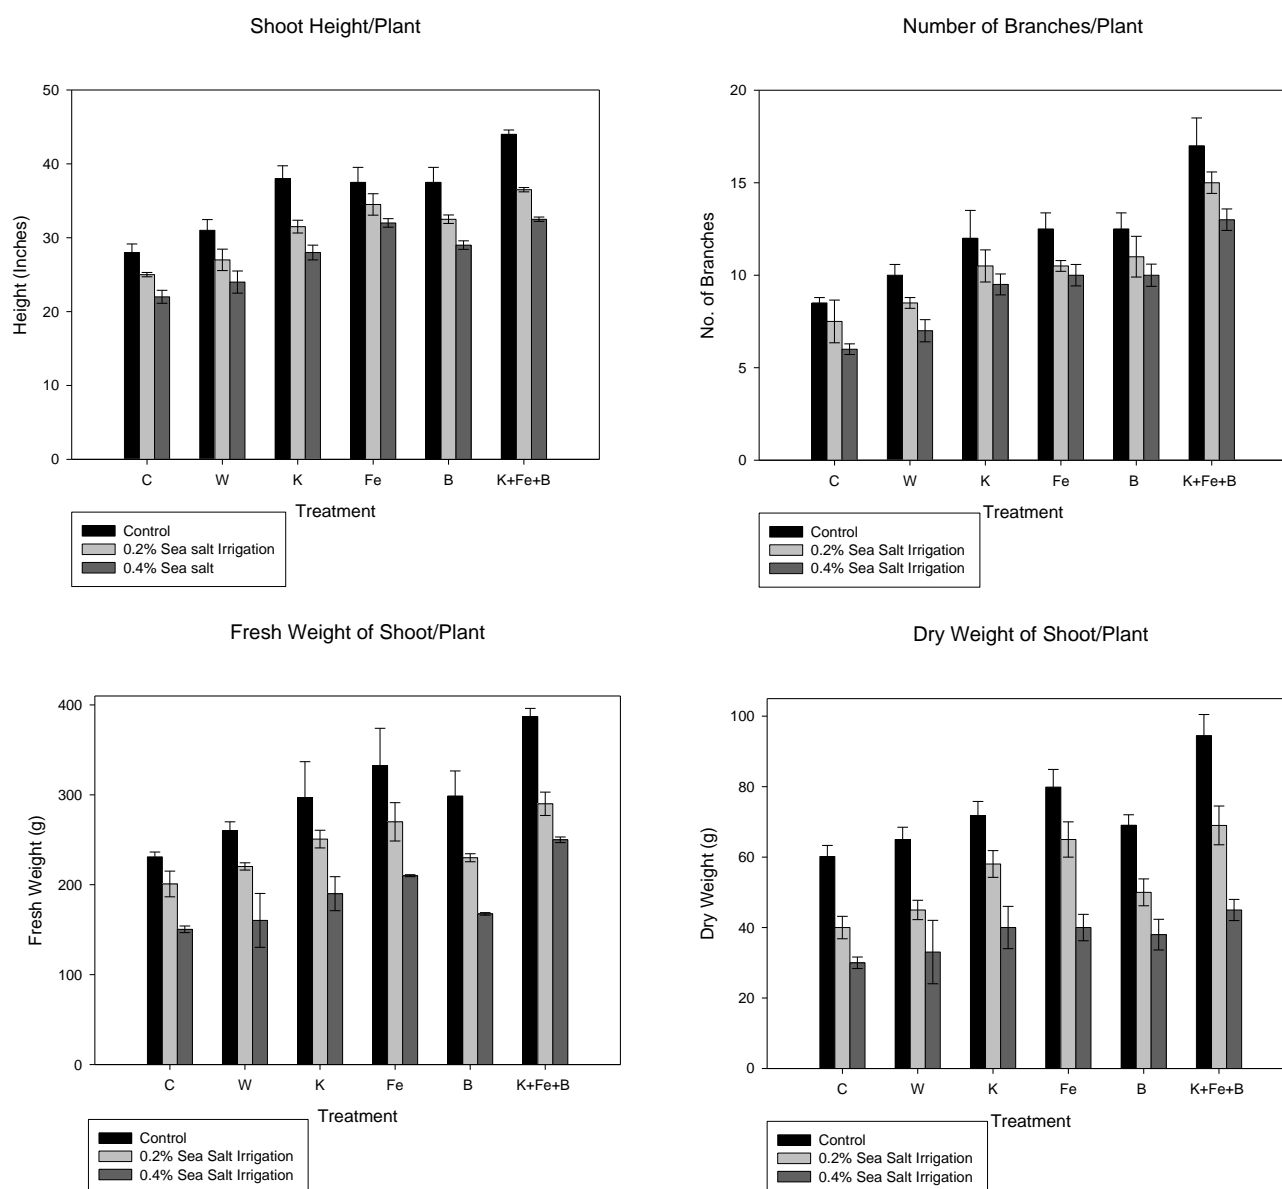 Shoot Height/Plant
Height (Inches)
50
40
30
20
10
0
C W K Fe B K+Fe+B
Treatment
Control
0.2% Sea salt Irrigation
0.4% Sea salt
Number of Branches/Plant
No. of Branches
20
15
10
5
0
C W K Fe B K+Fe+B
Treatment
Control
0.2% Sea Salt Irrigation
0.4% Sea Salt Irrigation
Fresh Weight of Shoot/Plant
Fresh Weight (g)
400
300
200
100
0
C W K Fe B K+Fe+B
Treatment
Control
0.2% Sea Salt Irrigation
0.4% Sea Salt Irrigation
Dry Weight of Shoot/Plant
Dry Weight (g)
100
80
60
40
20
0
C W K Fe B K+Fe+B
Treatment
Control
0.2% Sea Salt Irrigation
0.4% Sea Salt Irrigation